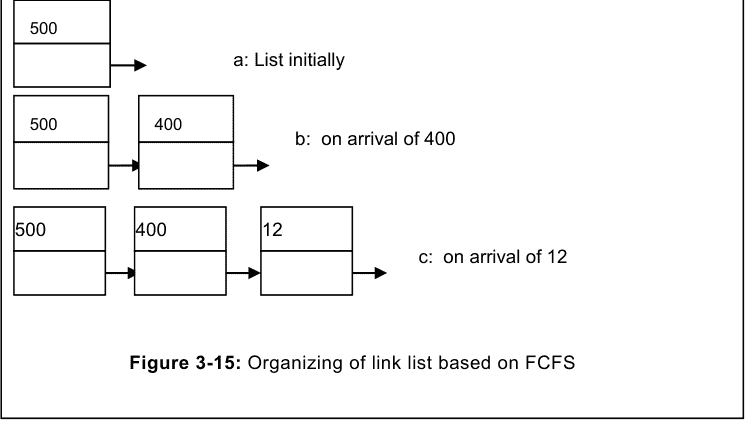 500
a: List initially
500 400
b: on arrival of 400
500 400 12
c: on arrival of 12
Figure 3-15: Organizing of link list based on FCFS